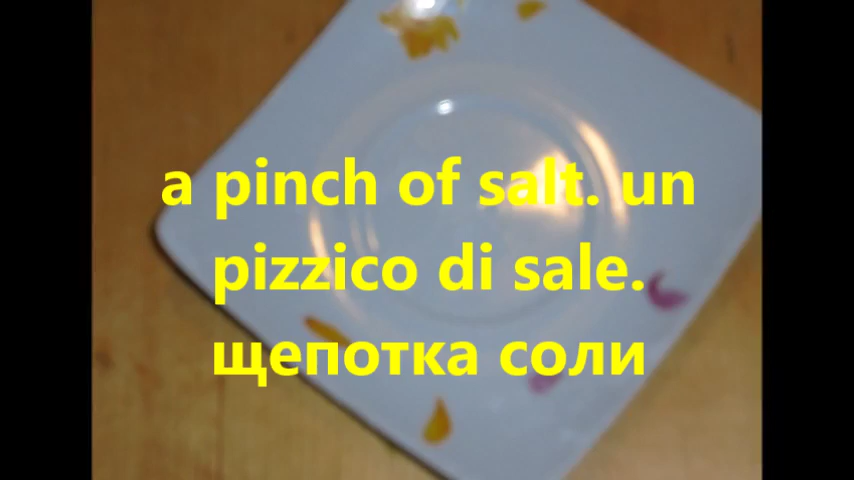 a pinch of salt. un
pizzico di sale.
щепотка соли